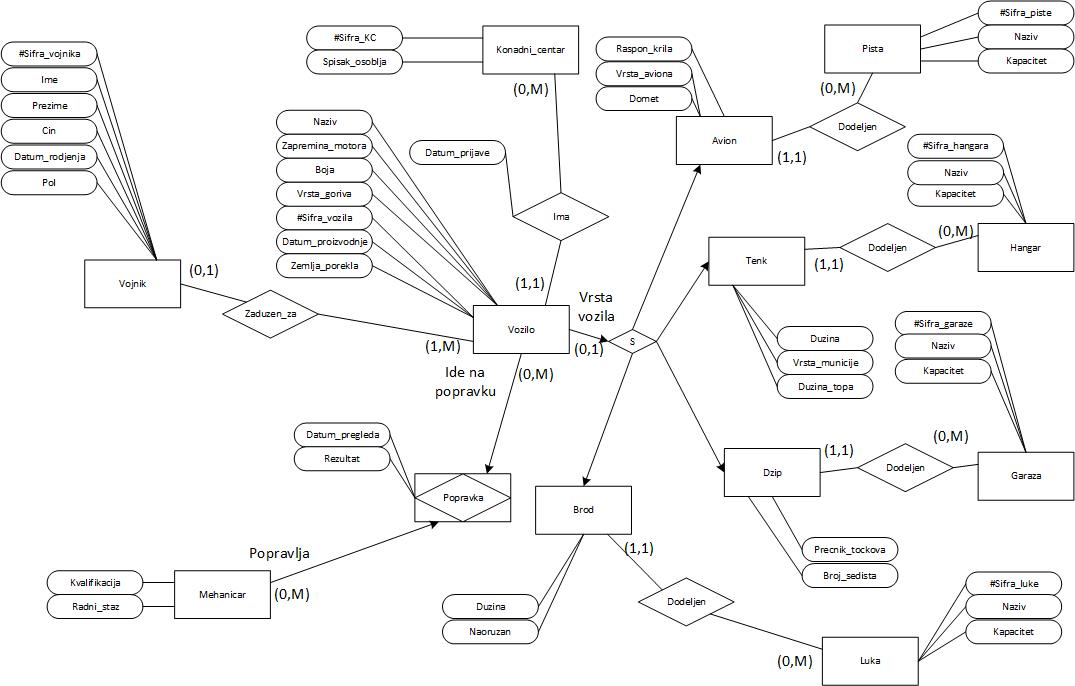 #Sifra_vojnika
Ime
Prezime
Cin
Datum_rodjenja
Pol
Vojnik
(0,1)
Zaduzen_za
#Sifra_KC
Spisak_osoblja
Konadni_centar
(0,M)
Datum_prijave
Ima
(1,1)
Naziv
Zapremina_motora
Boja
Vrsta_goriva
#Sifra_vozila
Datum_proizvodnje
Zemlja_porekla
Vozilo
(1,M)
Ide na
popravku
(0,M)
Vrsta
vozila
(0,1)
S
Raspon_krila
Vrsta_aviona
Domet
Avion
(1,1)
Dodeljen
(0,M)
Pista
#Sifra_piste
Naziv
Kapacitet
Tenk
(1,1)
Dodeljen
(0,M)
Hangar
#Sifra_hangara
Naziv
Kapacitet
Duzina
Vrsta_municije
Duzina_topa
#Sifra_garaze
Naziv
Kapacitet
Dzip
(1,1)
Dodeljen
(0,M)
Garaza
Precnik_tockova
Broj_sedista
Datum_pregleda
Rezultat
Popravka
Popravlja
Kvalifikacija
Radni_staz
Mehanicar
(0,M)
Brod
(1,1)
Duzina
Naoruzan
Dodeljen
(0,M)
Luka
#Sifra_luke
Naziv
Kapacitet